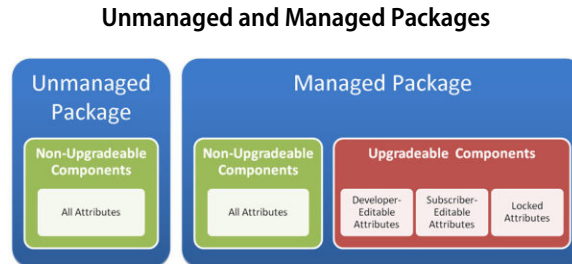 Unmanaged and Managed Packages
Unmanaged
Package
Non-Upgradeable
Components
All Attributes
Managed Package
Non-Upgradeable
Components
All Attributes
Upgradeable Components
Developer-
Editable
Attributes
Subscriber-
Editable
Attributes
Locked
Attributes